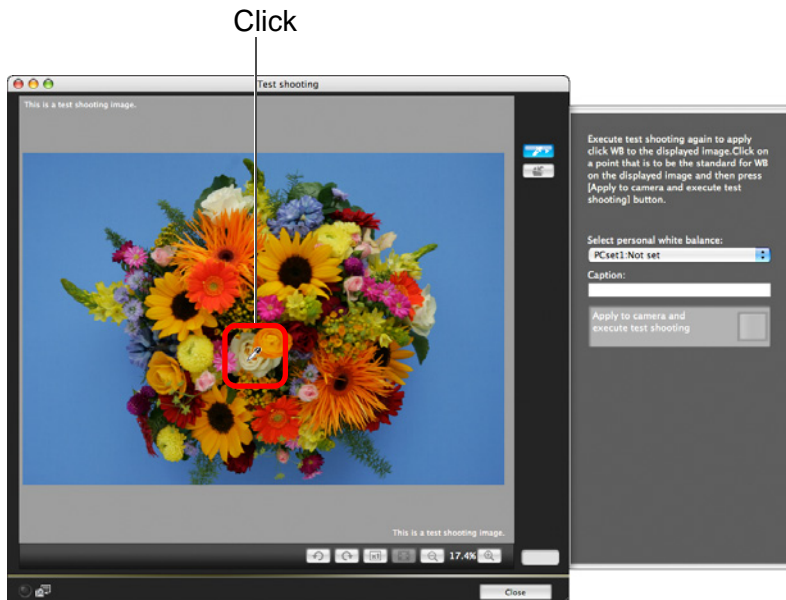 Click
Test shooting
This is a test shooting image.
Execute test shooting again to apply
click WB to the displayed image.Click on
a point that is to be the standard for WB
on the displayed image and then press
[Apply to camera and execute test
shooting] button.
Select personal white balance:
PCset1:Not set
Caption:
Apply to camera and
execute test shooting
This is a test shooting image.
17.4%
Close